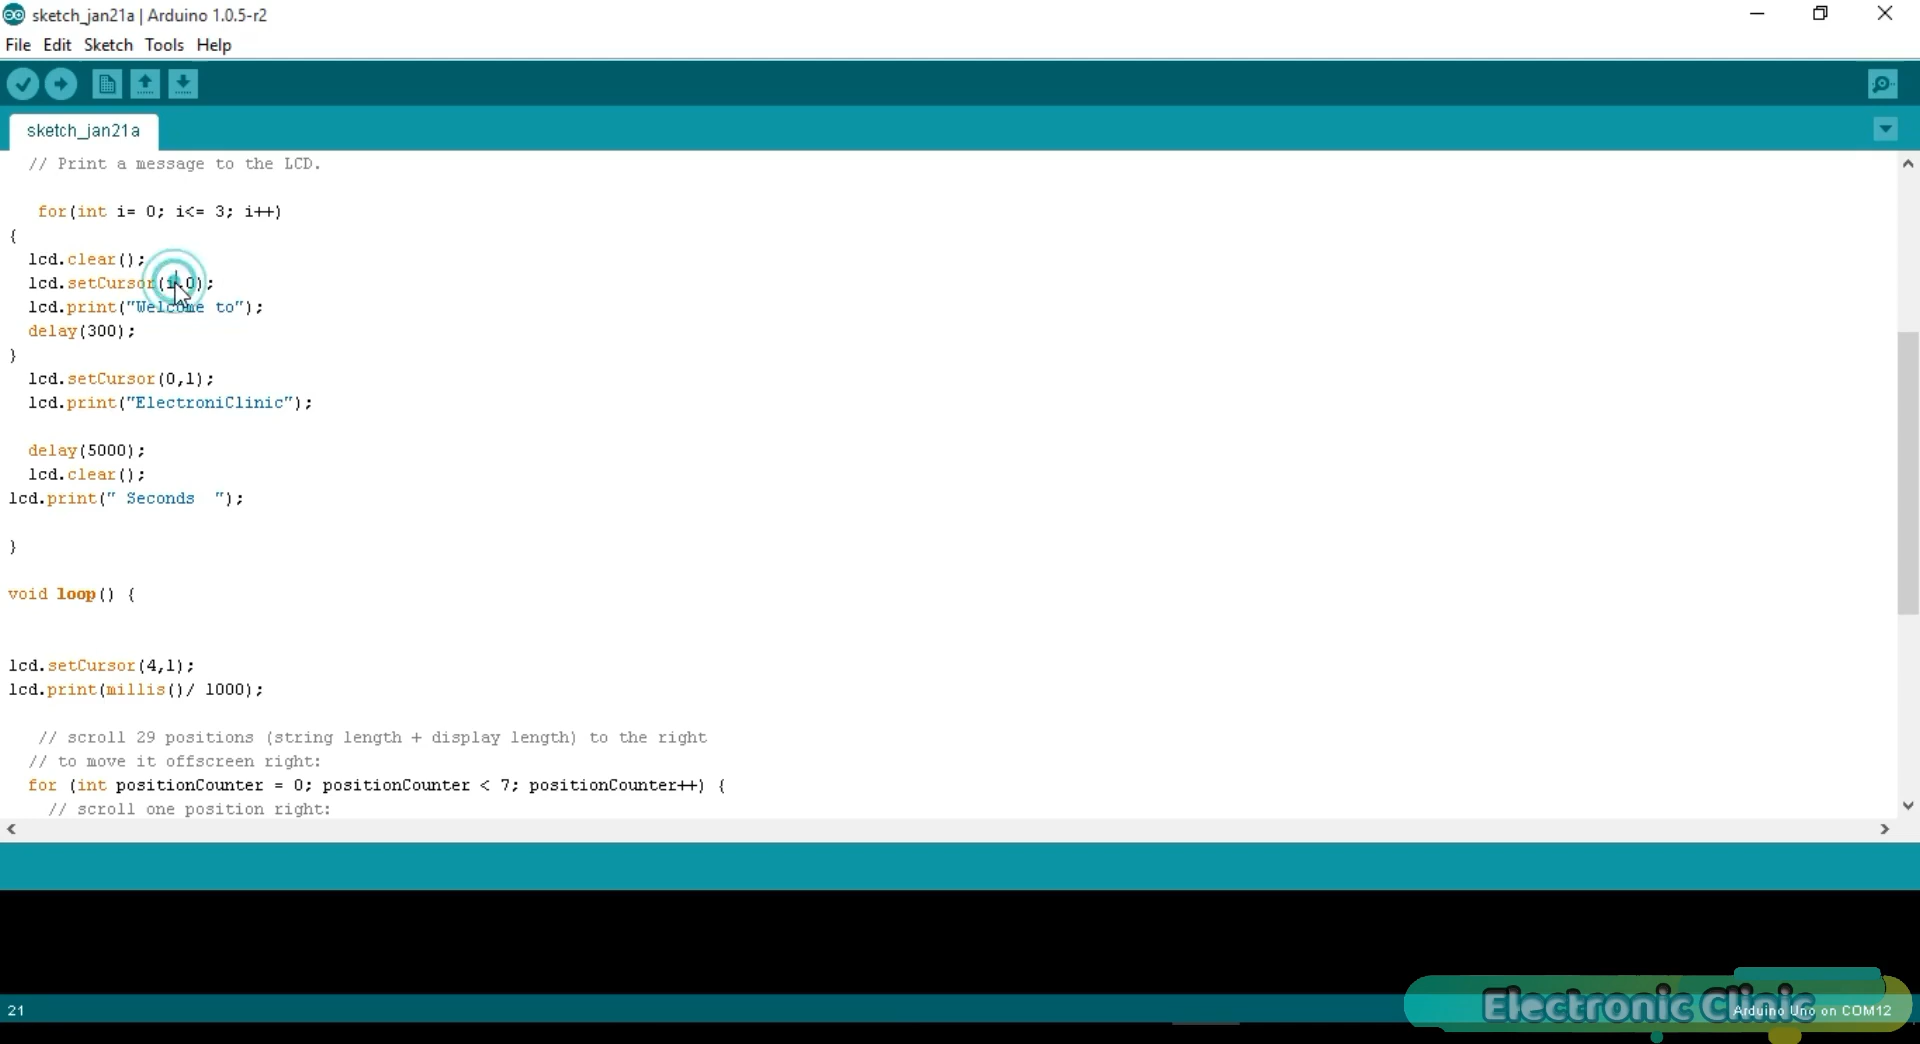 sketch_jan21a | Arduino 1.0.5-r2
File Edit Sketch Tools Help
sketch_jan21a
// Print a message to the LCD.
for(int i= 0; i<= 3; i++)
{
lcd.clear();
lcd.setCursor(i,0);
lcd.print("Welcome to");
delay(300);
}
lcd.setCursor(0,1);
lcd.print("ElectroniClinic");
delay(5000);
lcd.clear();
lcd.print(" Seconds  ");
}
void loop() {
lcd.setCursor(4,1);
lcd.print(millis()/ 1000);
// scroll 29 positions (string length + display length) to the right
// to move it offscreen right:
for (int positionCounter = 0; positionCounter < 7; positionCounter++) {
// scroll one position right:
21
Electronic Clinic
Arduino Uno on COM12